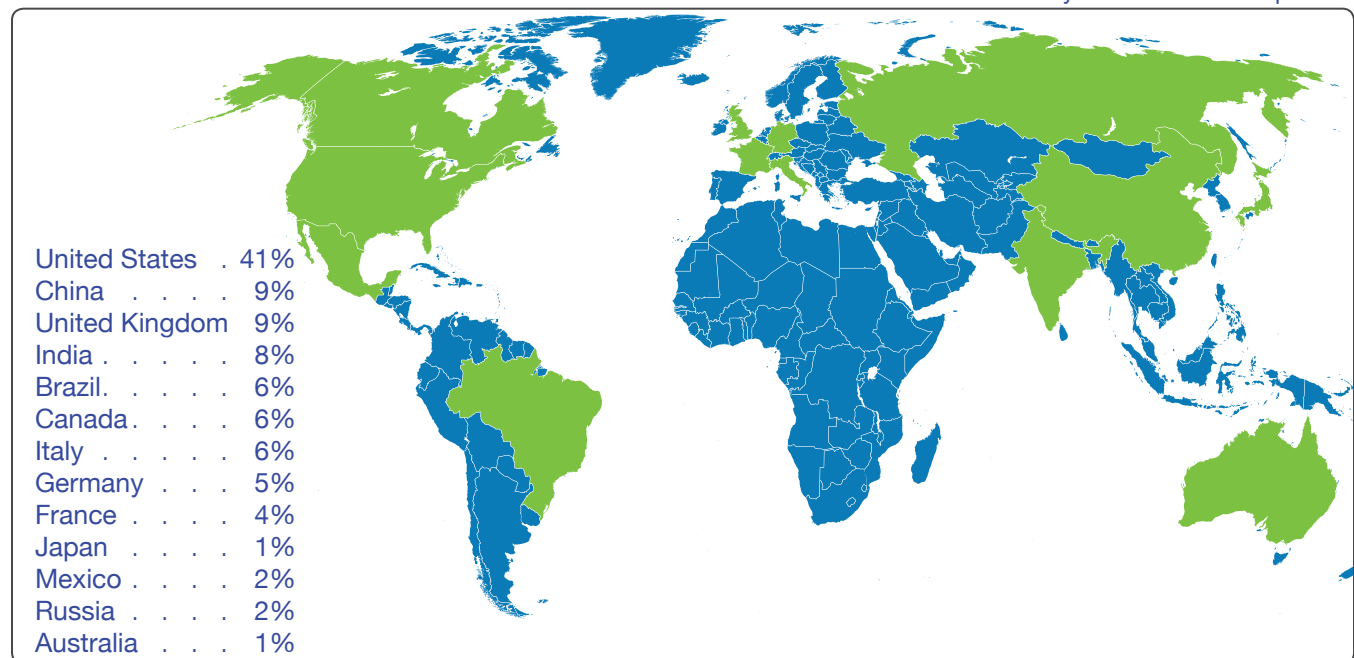 United States . 41%
China . . . . 9%
United Kingdom 9%
India . . . . . 8%
Brazil. . . . . 6%
Canada . . . . 6%
Italy . . . . . 6%
Germany . . . 5%
France . . . . 4%
Japan . . . . 1%
Mexico . . . . 2%
Russia . . . . 2%
Australia . . . 1%